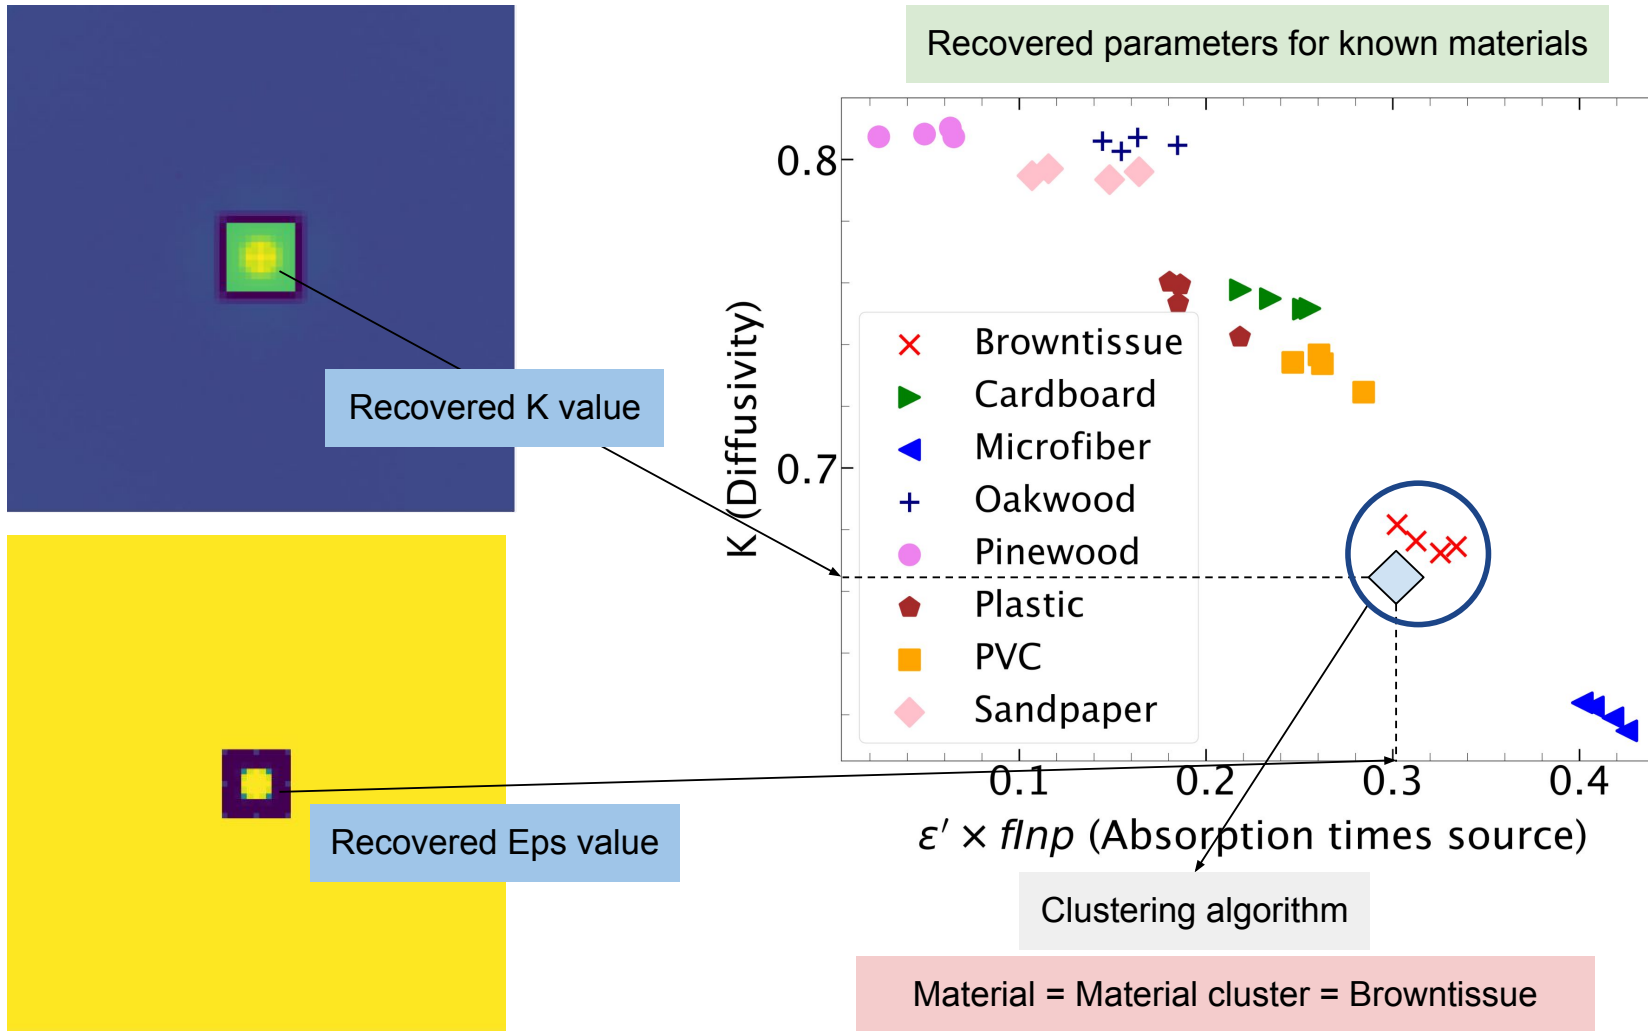 Recovered parameters for known materials
Recovered K value
Recovered Eps value
K (Diffusivity)
0.8
0.7
Browntissue
Cardboard
Microfiber
Oakwood
Pinewood
Plastic
PVC
Sandpaper
0.1 0.2 0.3 0.4
ε′ × fInp (Absorption times source)
Clustering algorithm
Material = Material cluster = Browntissue